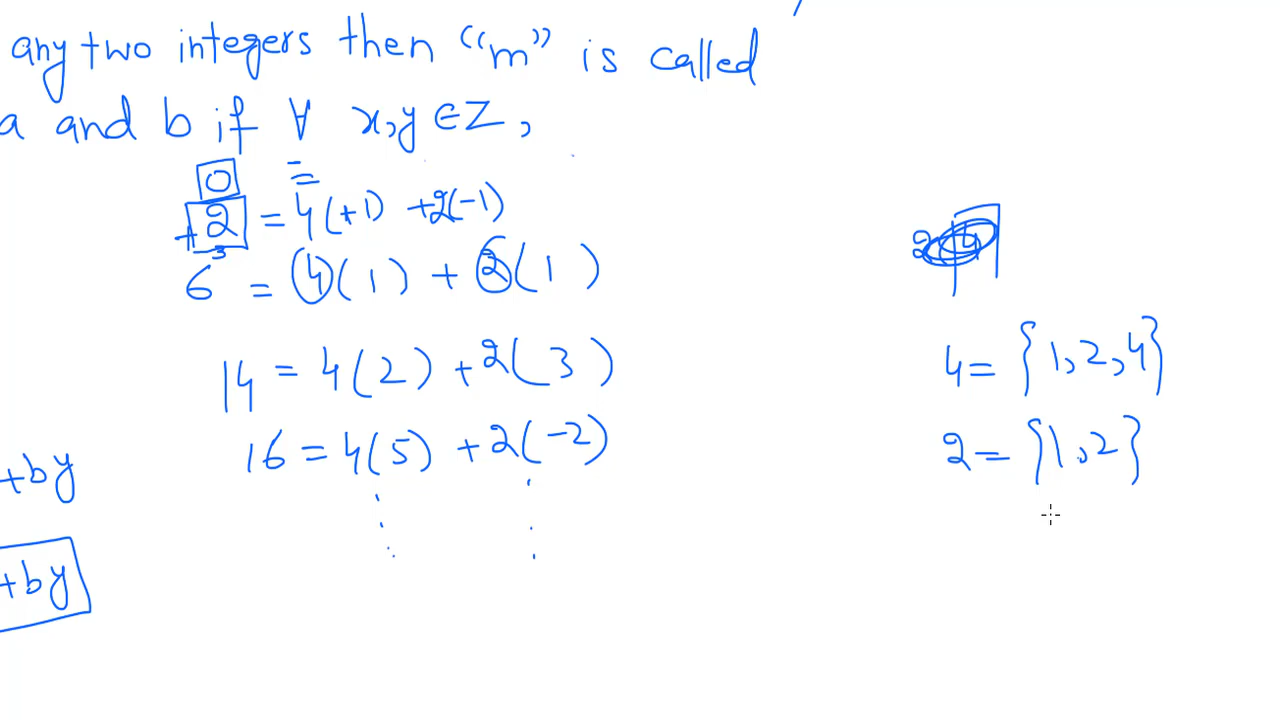 any two integers then “m” is called
a and b if ∀ x,y ∈ Z,
0
+2 = 4(+1) +2(-1)
6 = 4(1) + 2(1)
14 = 4(2) +2(3)
16 = 4(5) +2(-2)
+by
+by
2
4= {1,2,4}
2= {1,2}